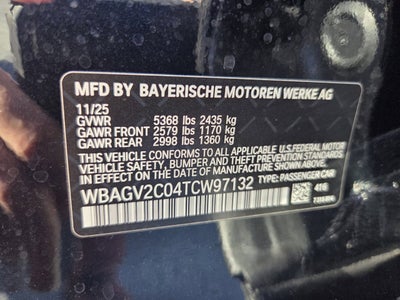 MFD BY BAYERISCHE MOTOREN WERKE AG
11/25
GVWR 5368 lbs 2435 kg
GAWR FRONT 2579 lbs 1170 kg
GAWR REAR 2998 lbs 1360 kg
THIS VEHICLE CONFORMS TO ALL APPLICABLE U.S. FEDERAL MOTOR
VEHICLE SAFETY, BUMPER AND THEFT PREVENTION STANDARDS
IN EFFECT ON THE DATE OF MANUFACTURE SHOWN ABOVE.
WBAGV2C04TCW97132 TYPE: PASSENGER CAR
416